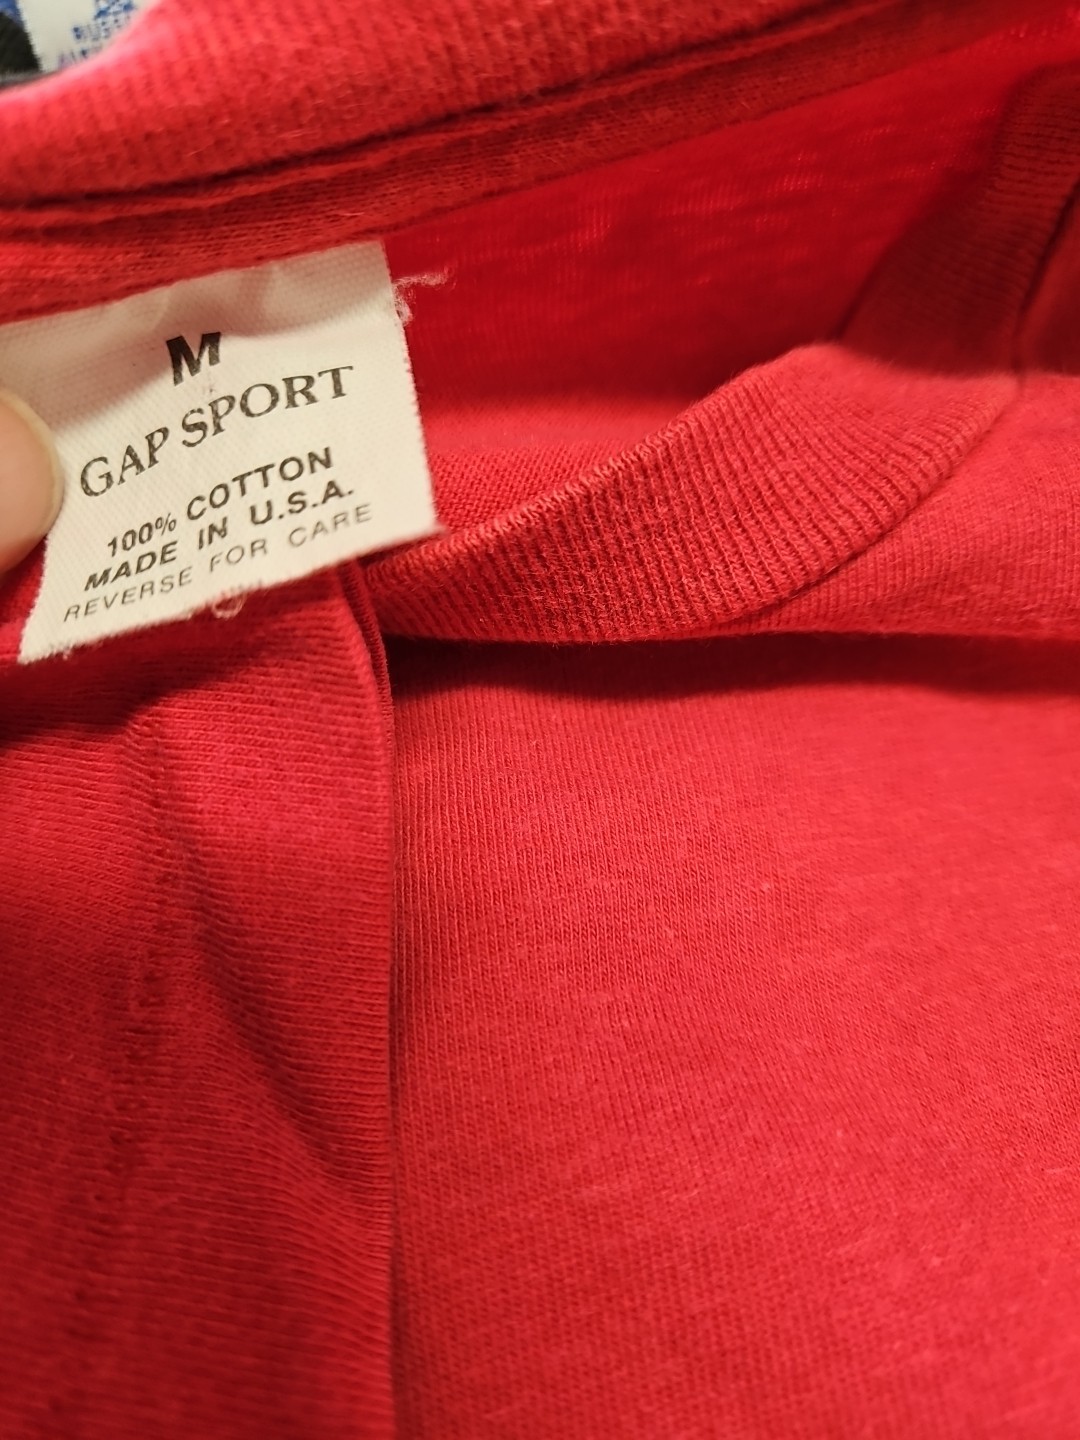 M
GAP SPORT
100% COTTON
MADE IN U.S.A.
REVERSE FOR CARE